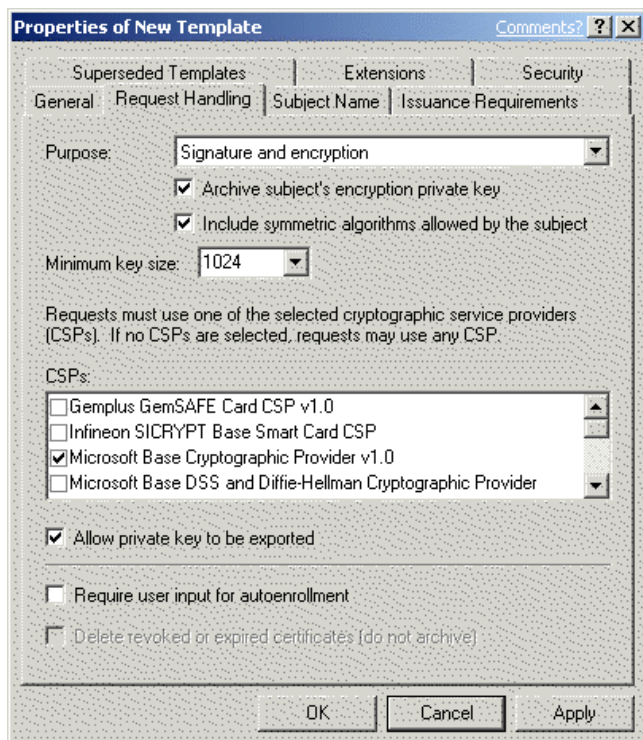 Properties of New Template Comments? ?
Superseded Templates Extensions Security
General Request Handling Subject Name Issuance Requirements
Purpose: Signature and encryption
Archive subject's encryption private key
Include symmetric algorithms allowed by the subject
Minimum key size: 1024
Requests must use one of the selected cryptographic service providers
(CSPs). If no CSPs are selected, requests may use any CSP.
CSPs:
Gemplus GemSAFE Card CSP v1.0
Infineon SICRYPT Base Smart Card CSP
Microsoft Base Cryptographic Provider v1.0
Microsoft Base DSS and Diffie-Hellman Cryptographic Provider
Allow private key to be exported
Require user input for autoenrollment
Delete revoked or expired certificates (do not archive)
OK Cancel Apply